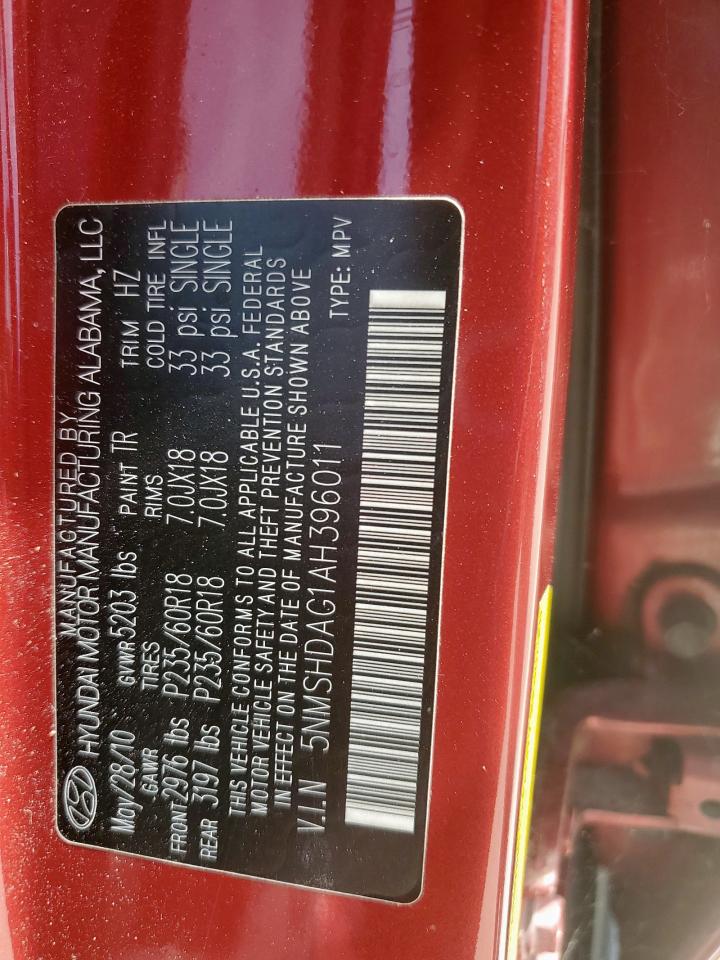 MANUFACTURED BY
HYUNDAI MOTOR MANUFACTURING ALABAMA, LLC
May/28/10 GVWR 5203 lbs PAINT TR TRIM HZ
GAWR TIRES RIMS COLD TIRE INFL
FRONT 2976 lbs P235/60R18 7.0JX18 33 psi SINGLE
REAR 3197 lbs P235/60R18 7.0JX18 33 psi SINGLE
THIS VEHICLE CONFORMS TO ALL APPLICABLE U.S.A. FEDERAL
MOTOR VEHICLE SAFETY AND THEFT PREVENTION STANDARDS
IN EFFECT ON THE DATE OF MANUFACTURE SHOWN ABOVE
V.I.N 5NMSHDAG1AH396011 TYPE: MPV